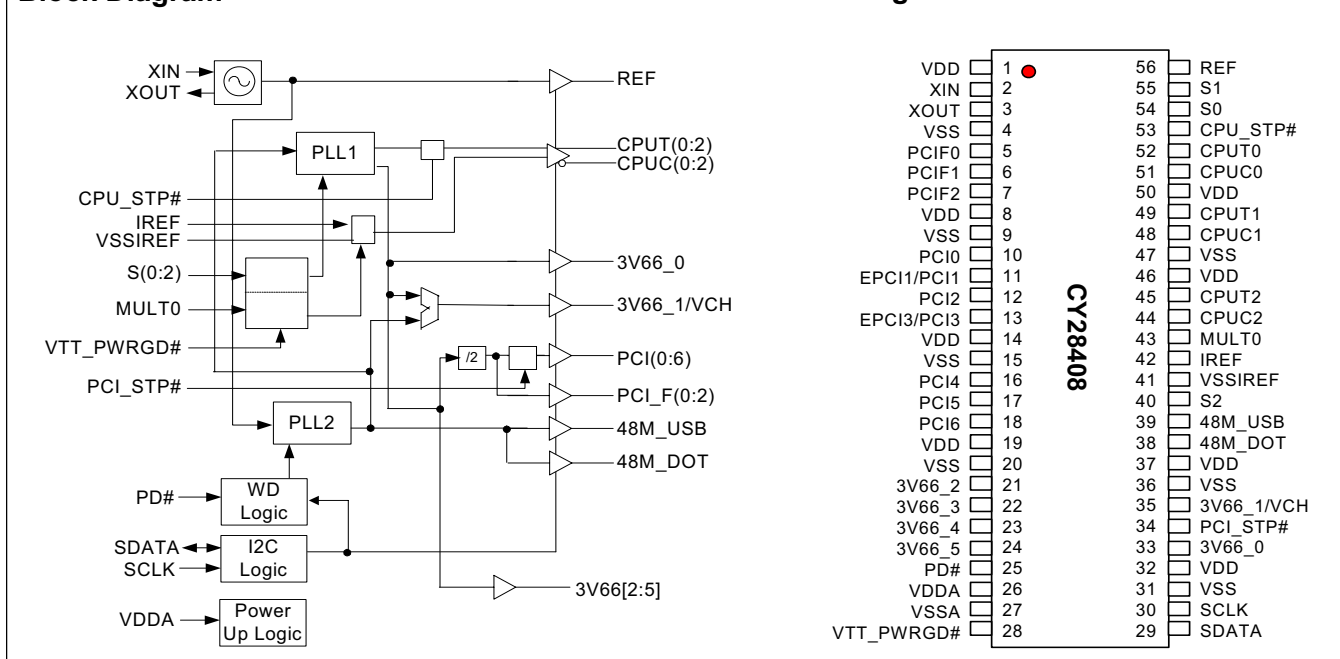 Block Diagram
XIN
XOUT
REF
PLL1
CPUT(0:2)
CPUC(0:2)
CPU_STP#
IREF
VSSIREF
S(0:2)
3V66_0
MULT0
3V66_1/VCH
VTT_PWRGD#
/2
PCI(0:6)
PCI_STP#
PCI_F(0:2)
PLL2
48M_USB
48M_DOT
PD#
WD
Logic
SDATA
SCLK
I2C
Logic
3V66[2:5]
VDDA
Power
Up Logic
CY28408
VDD 1 56 REF
XIN 2 55 S1
XOUT 3 54 S0
VSS 4 53 CPU_STP#
PCIF0 5 52 CPUT0
PCIF1 6 51 CPUC0
PCIF2 7 50 VDD
VDD 8 49 CPUT1
VSS 9 48 CPUC1
PCI0 10 47 VSS
EPCI1/PCI1 11 46 VDD
PCI2 12 45 CPUT2
EPCI3/PCI3 13 44 CPUC2
VDD 14 43 MULT0
VSS 15 42 IREF
PCI4 16 41 VSSIREF
PCI5 17 40 S2
PCI6 18 39 48M_USB
VDD 19 38 48M_DOT
VSS 20 37 VDD
3V66_2 21 36 VSS
3V66_3 22 35 3V66_1/VCH
3V66_4 23 34 PCI_STP#
3V66_5 24 33 3V66_0
PD# 25 32 VDD
VDDA 26 31 VSS
VSSA 27 30 SCLK
VTT_PWRGD# 28 29 SDATA